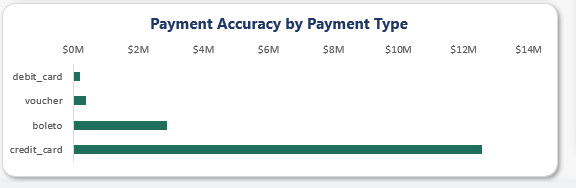 Payment Accuracy by Payment Type
$0M $2M $4M $6M $8M $10M $12M $14M
debit_card
voucher
boleto
credit_card